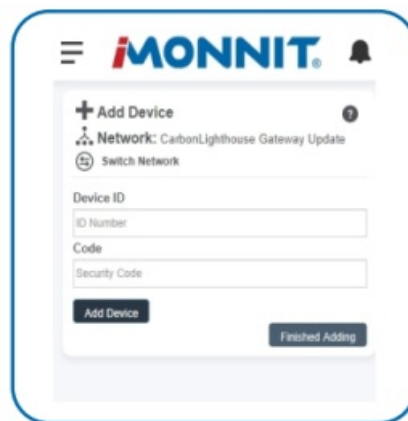 iMONNIT.
Add Device
Network: CarbonLighthouse Gateway Update
Switch Network
Device ID
ID Number
Code
Security Code
Add Device
Finished Adding